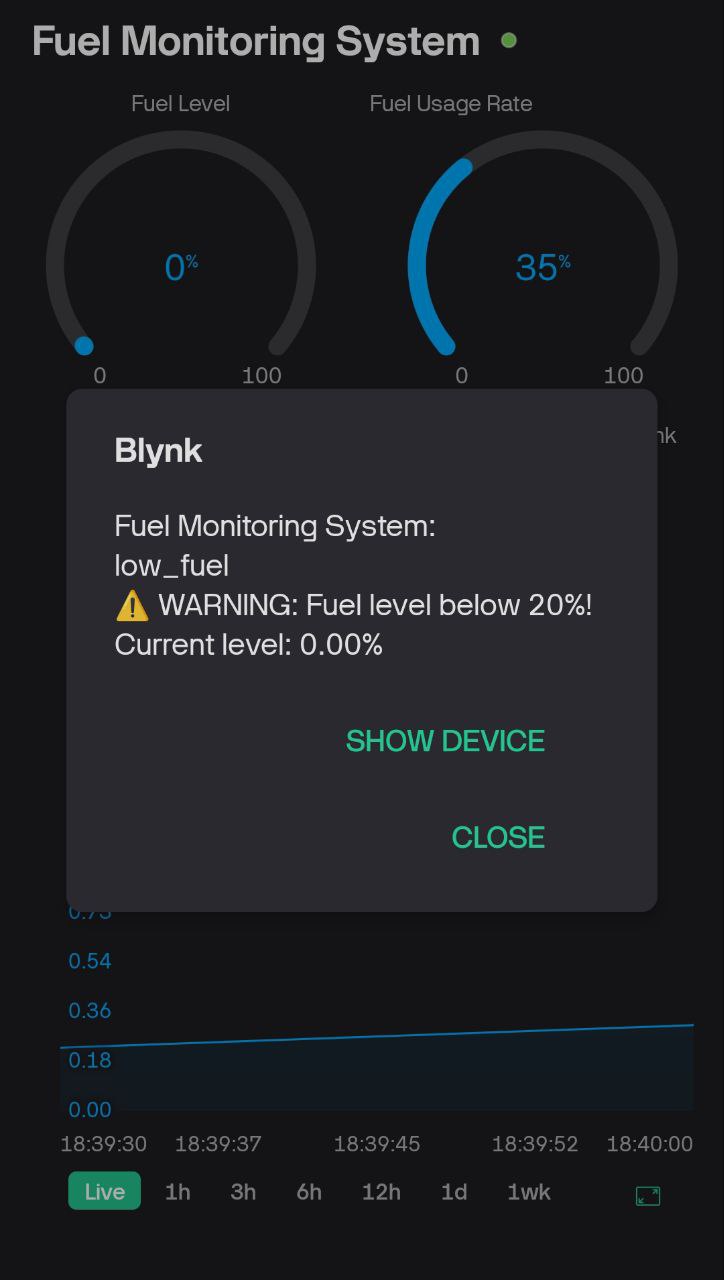 Fuel Monitoring System
Fuel Level
Fuel Usage Rate
0%
35%
0
100
0
100
nk
Blynk
Fuel Monitoring System:
low_fuel
⚠️ WARNING: Fuel level below 20%!
Current level: 0.00%
SHOW DEVICE
CLOSE
0.54
0.36
0.18
0.00
18:39:30 18:39:37 18:39:45 18:39:52 18:40:00
Live 1h 3h 6h 12h 1d 1wk